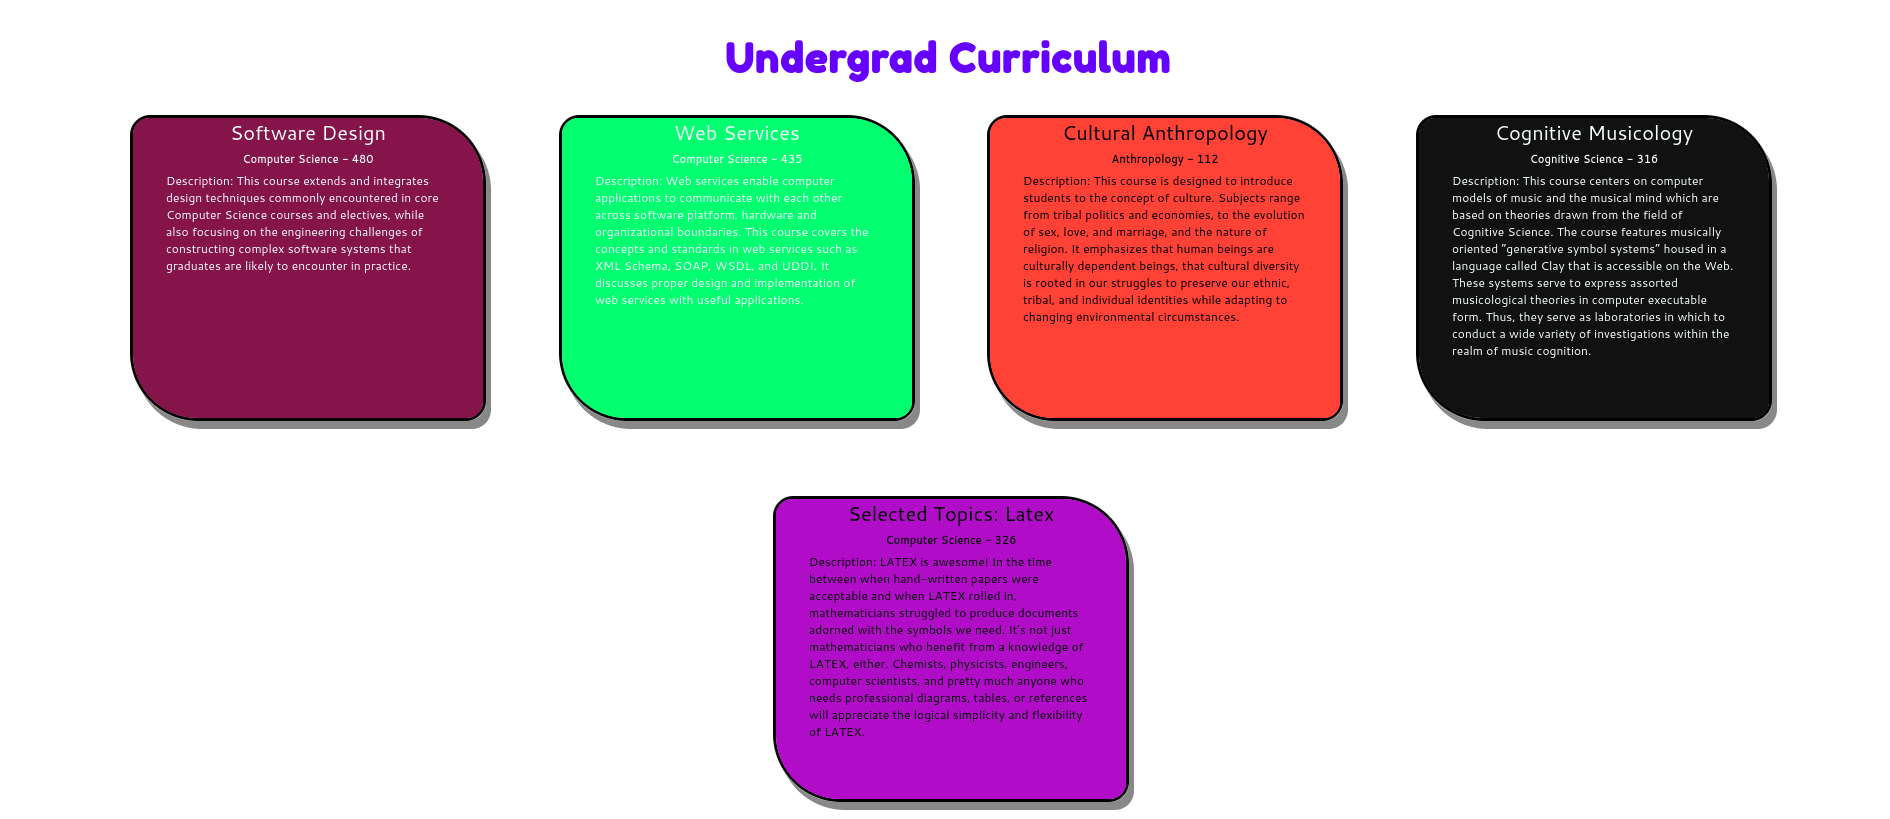 Undergrad Curriculum
Software Design
Computer Science - 480
Description: This course extends and integrates
design techniques commonly encountered in core
Computer Science courses and electives, while
also focusing on the engineering challenges of
constructing complex software systems that
graduates are likely to encounter in practice.
Web Services
Computer Science - 435
Description: Web services enable computer
applications to communicate with each other
across software platform, hardware and
organizational boundaries. This course covers the
concepts and standards in web services such as
XML Schema, SOAP, WSDL, and UDDI. It
discusses proper design and implementation of
web services with useful applications.
Cultural Anthropology
Anthropology - 112
Description: This course is designed to introduce
students to the concept of culture. Subjects range
from tribal politics and economies, to the evolution
of sex, love, and marriage, and the nature of
religion. It emphasizes that human beings are
culturally dependent beings, that cultural diversity
is rooted in our struggles to preserve our ethnic,
tribal, and individual identities while adapting to
changing environmental circumstances.
Cognitive Musicology
Cognitive Science - 316
Description: This course centers on computer
models of music and the musical mind which are
based on theories drawn from the field of
Cognitive Science. The course features musically
oriented "generative symbol systems" housed in a
language called Clay that is accessible on the Web.
These systems serve to express assorted
musicological theories in computer executable
form. Thus, they serve as laboratories in which to
conduct a wide variety of investigations within the
realm of music cognition.
Selected Topics: Latex
Computer Science - 326
Description: LATEX is awesome! In the time
between when hand-written papers were
acceptable and when LATEX rolled in,
mathematicians struggled to produce documents
adorned with the symbols we need. It's not just
mathematicians who benefit from a knowledge of
LATEX, either. Chemists, physicists, engineers,
computer scientists, and pretty much anyone who
needs professional diagrams, tables, or references
will appreciate the logical simplicity and flexibility
of LATEX.